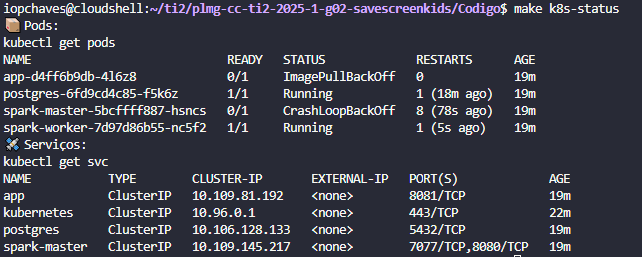 iopchaves@cloudshell:~/ti2/plmg-cc-ti2-2025-1-g02-savescreenkids/Codigo$ make k8s-status
📦 Pods:
kubectl get pods
NAME READY STATUS RESTARTS AGE
app-d4ff6b9db-4l6z8 0/1 ImagePullBackOff 0 19m
postgres-6fd9cd4c85-f5k6z 1/1 Running 1 (18m ago) 19m
spark-master-5bcffff887-hsncs 0/1 CrashLoopBackOff 8 (78s ago) 19m
spark-worker-7d97d86b55-nc5f2 1/1 Running 1 (5s ago) 19m
🛰️ Serviços:
kubectl get svc
NAME TYPE CLUSTER-IP EXTERNAL-IP PORT(S) AGE
app ClusterIP 10.109.81.192 <none> 8081/TCP 19m
kubernetes ClusterIP 10.96.0.1 <none> 443/TCP 22m
postgres ClusterIP 10.106.128.133 <none> 5432/TCP 19m
spark-master ClusterIP 10.109.145.217 <none> 7077/TCP,8080/TCP 19m